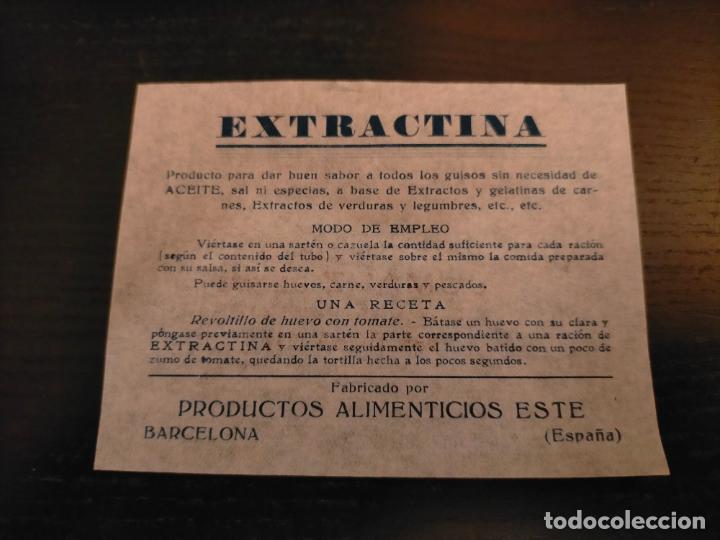 EXTRACTINA
Producto para dar buen sabor a todos los guisos sin necesidad de
ACEITE, sal ni especias, a base de Extractos y gelatinas de car-
nes, Extractos de verduras y legumbres, etc., etc.
MODO DE EMPLEO
Viértase en una sartén o cazuela la cantidad suficiente para cada ración
(según el contenido del tubo) y viértase sobre el mismo la comida preparada
con su salsa, si así se desea.
Puede guisarse huevos, carne, verduras y pescados.
UNA RECETA
Revoltillo de huevo con tomate. - Bátase un huevo con su clara y
póngase previamente en una sartén la parte correspondiente a una ración de
EXTRACTINA y viértase seguidamente el huevo batido con un poco de
zumo de tomate, quedando la tortilla hecha a los pocos segundos.
Fabricado por
PRODUCTOS ALIMENTICIOS ESTE
BARCELONA (España)
todocoleccion.net